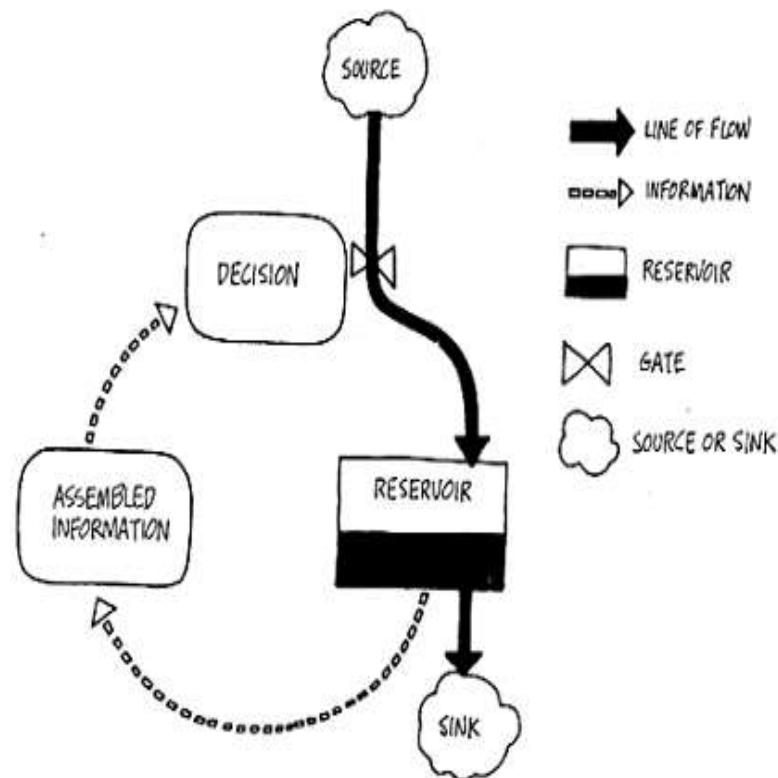 SOURCE
DECISION
ASSEMBLED
INFORMATION
RESERVOIR
SINK
LINE OF FLOW
INFORMATION
RESERVOIR
GATE
SOURCE OR SINK